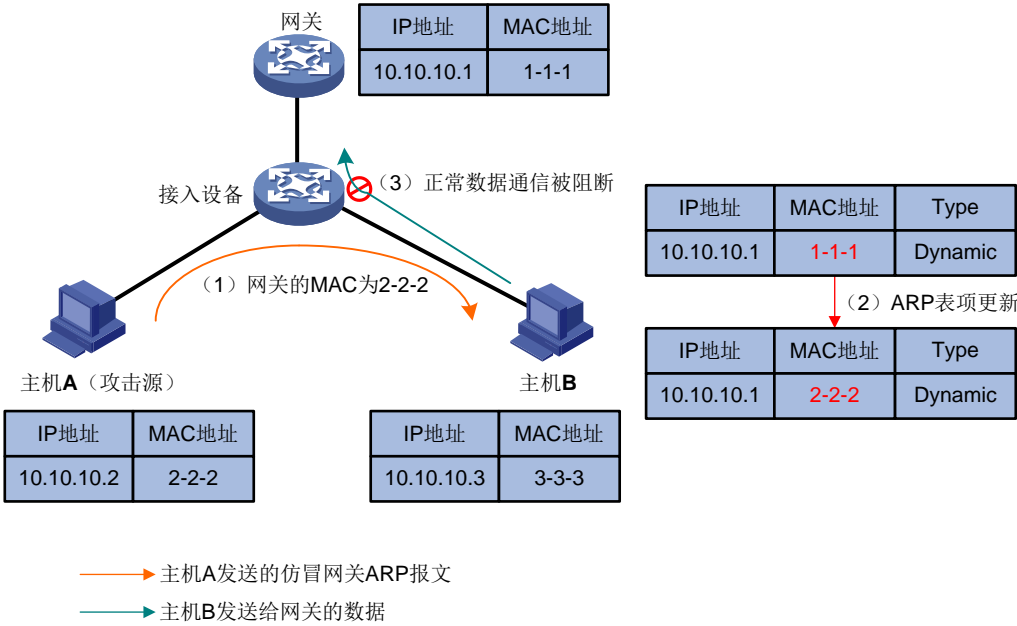 网关
IP地址 MAC地址
10.10.10.1 1-1-1
接入设备
(3)正常数据通信被阻断
IP地址 MAC地址 Type
10.10.10.1 1-1-1 Dynamic
(1)网关的MAC为2-2-2
(2)ARP表项更新
IP地址 MAC地址 Type
10.10.10.1 2-2-2 Dynamic
主机A(攻击源)
主机B
IP地址 MAC地址
10.10.10.2 2-2-2
IP地址 MAC地址
10.10.10.3 3-3-3
主机A发送的仿冒网关ARP报文
主机B发送给网关的数据